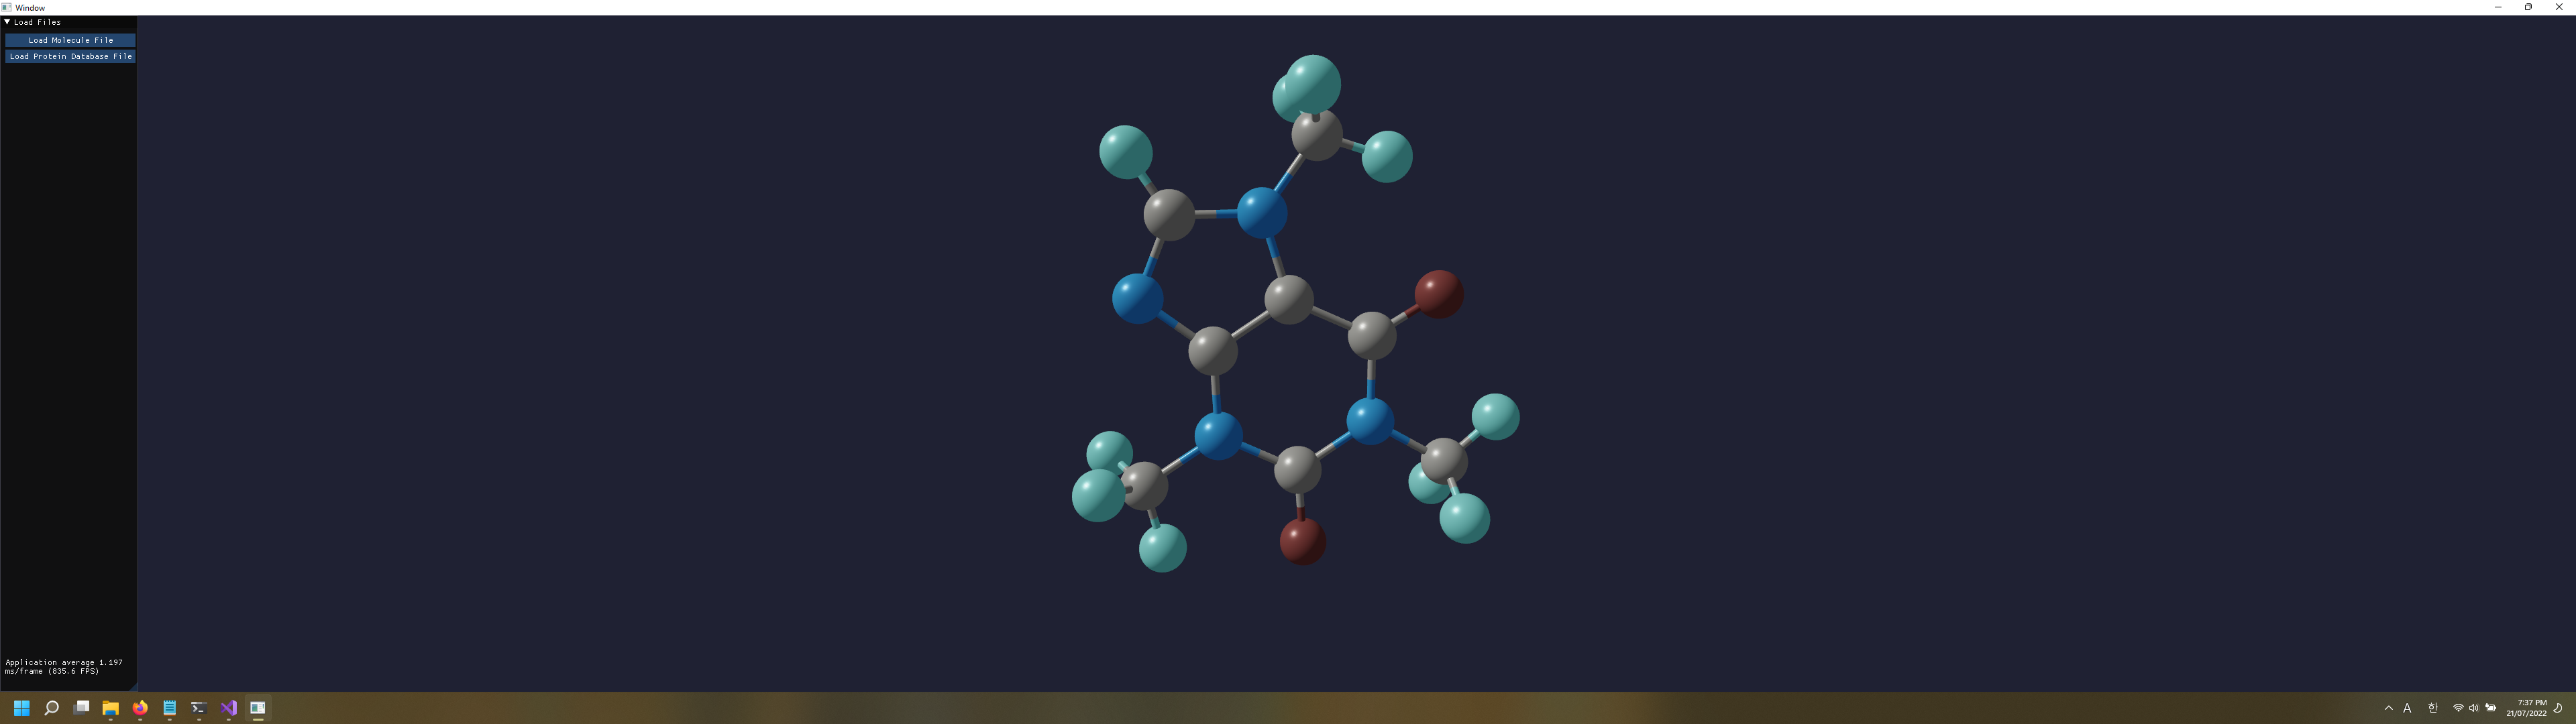 Window
Load Files
Load Molecule File
Load Protein Database File
Application average 1.197
ms/frame (835.6 FPS)
A
한
7:37 PM
21/07/2022